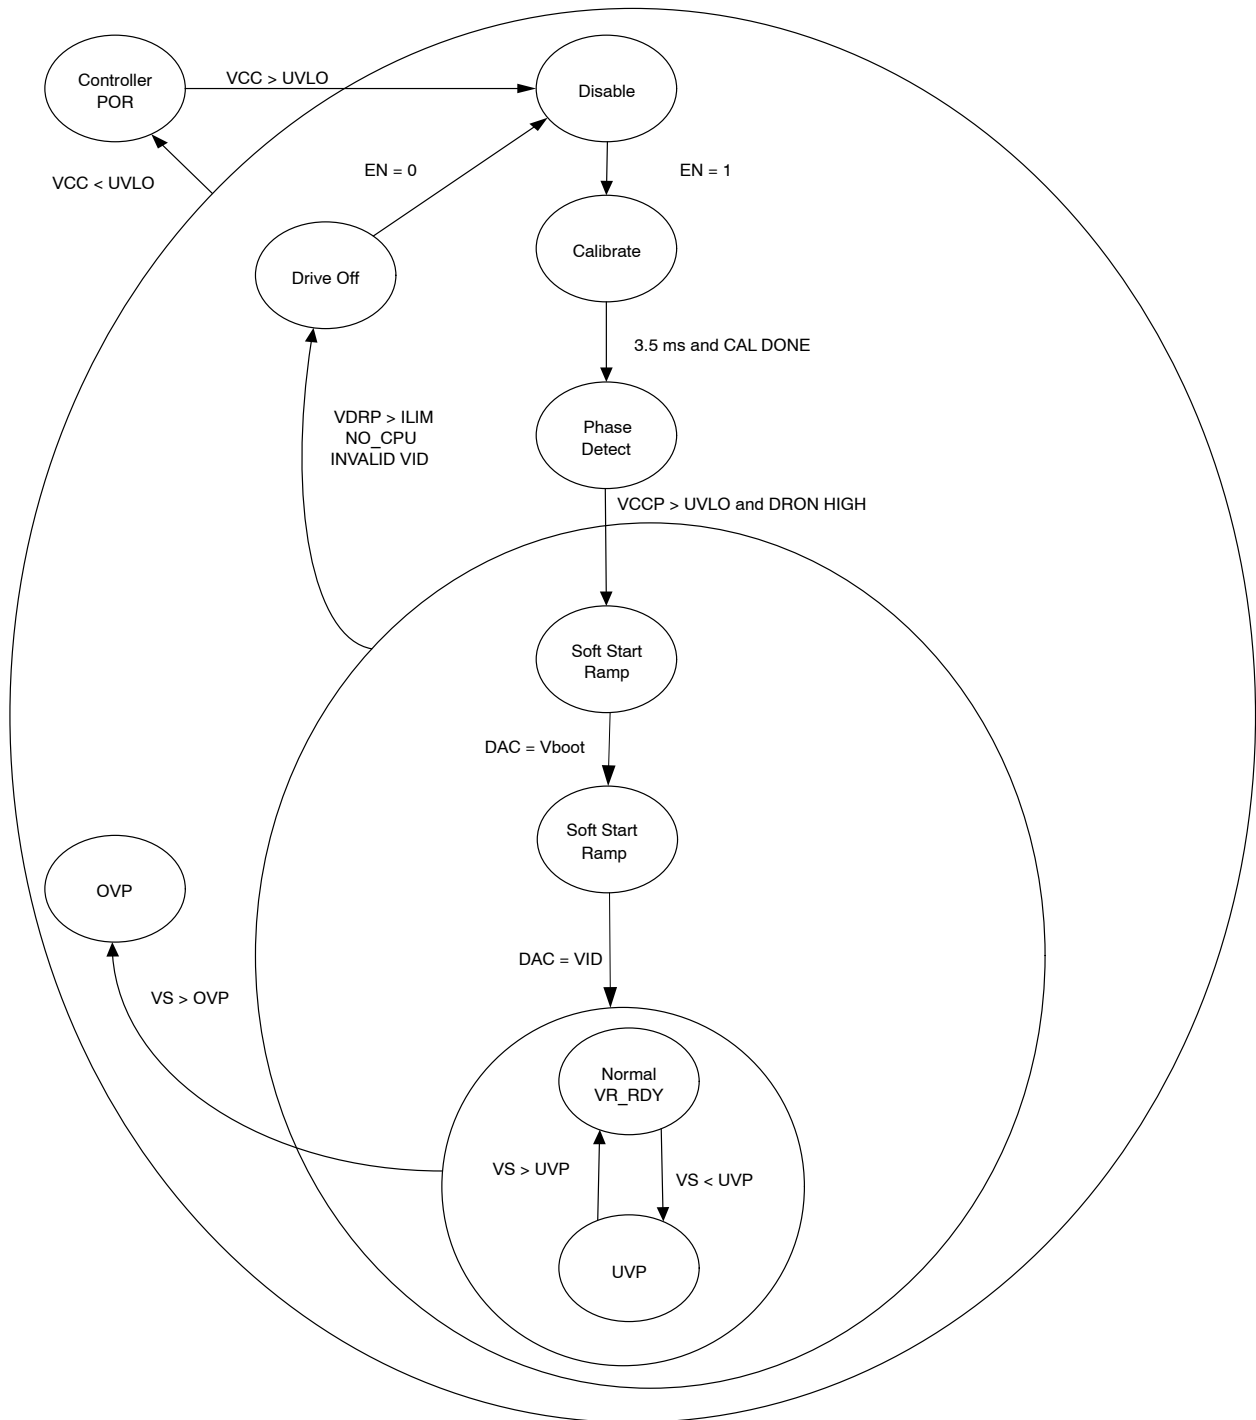 Controller
POR
VCC > UVLO
Disable
VCC < UVLO
EN = 0
EN = 1
Calibrate
Drive Off
3.5 ms and CAL DONE
VDRP > ILIM
NO_CPU
INVALID VID
Phase
Detect
VCCP > UVLO and DRON HIGH
Soft Start
Ramp
DAC = Vboot
Soft Start
Ramp
OVP
DAC = VID
VS > OVP
Normal
VR_RDY
VS > UVP
VS < UVP
UVP